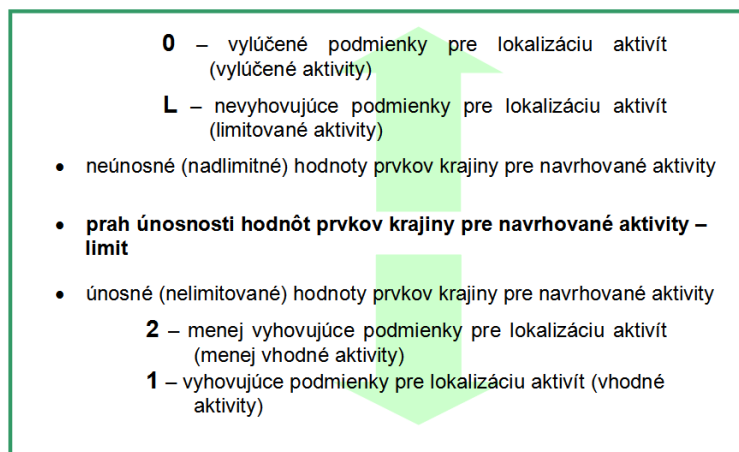 0 – vylúčené podmienky pre lokalizáciu aktivít
(vylúčené aktivity)
L – nevyhovujúce podmienky pre lokalizáciu aktivít
(limitované aktivity)
• neúnosné (nadlimitné) hodnoty prvkov krajiny pre navrhované aktivity
• prah únosnosti hodnôt prvkov krajiny pre navrhované aktivity –
limit
• únosné (nelimitované) hodnoty prvkov krajiny pre navrhované aktivity
2 – menej vyhovujúce podmienky pre lokalizáciu aktivít
(menej vhodné aktivity)
1 – vyhovujúce podmienky pre lokalizáciu aktivít (vhodné
aktivity)